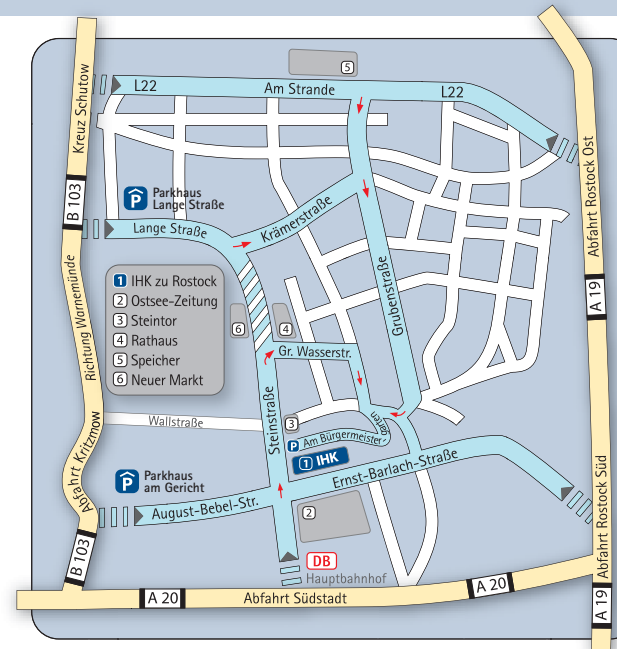 5
L22
Am Strande
L22
Kreuz Schutow
Abfahrt Rostock Ost
B 103
P
Parkhaus
Lange Straße
Lange Straße
Krämerstraße
Richtung Warnemünde
1 IHK zu Rostock
2 Ostsee-Zeitung
3 Steintor
4 Rathaus
5 Speicher
6 Neuer Markt
6
4
Grubenstraße
A 19
Gr. Wasserstr.
Wallstraße
Steinstraße
3
P Am Bürgermeister-
garten
1 IHK
Abfahrt Kritzmow
P
Parkhaus
am Gericht
August-Bebel-Str.
Ernst-Barlach-Straße
2
Abfahrt Rostock Süd
B 103
DB
Hauptbahnhof
A 20
Abfahrt Südstadt
A 20
A 19